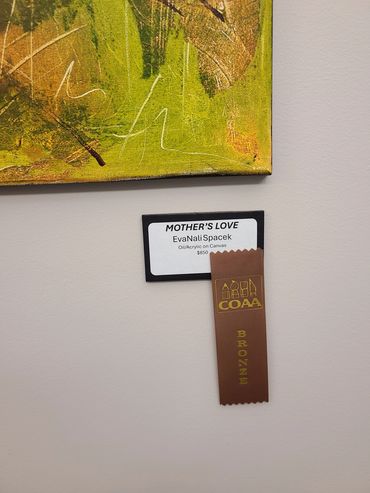 MOTHER'S LOVE
EvaNali Spacek
Oil/Acrylic on Canvas
$850
COAA
BRONZE